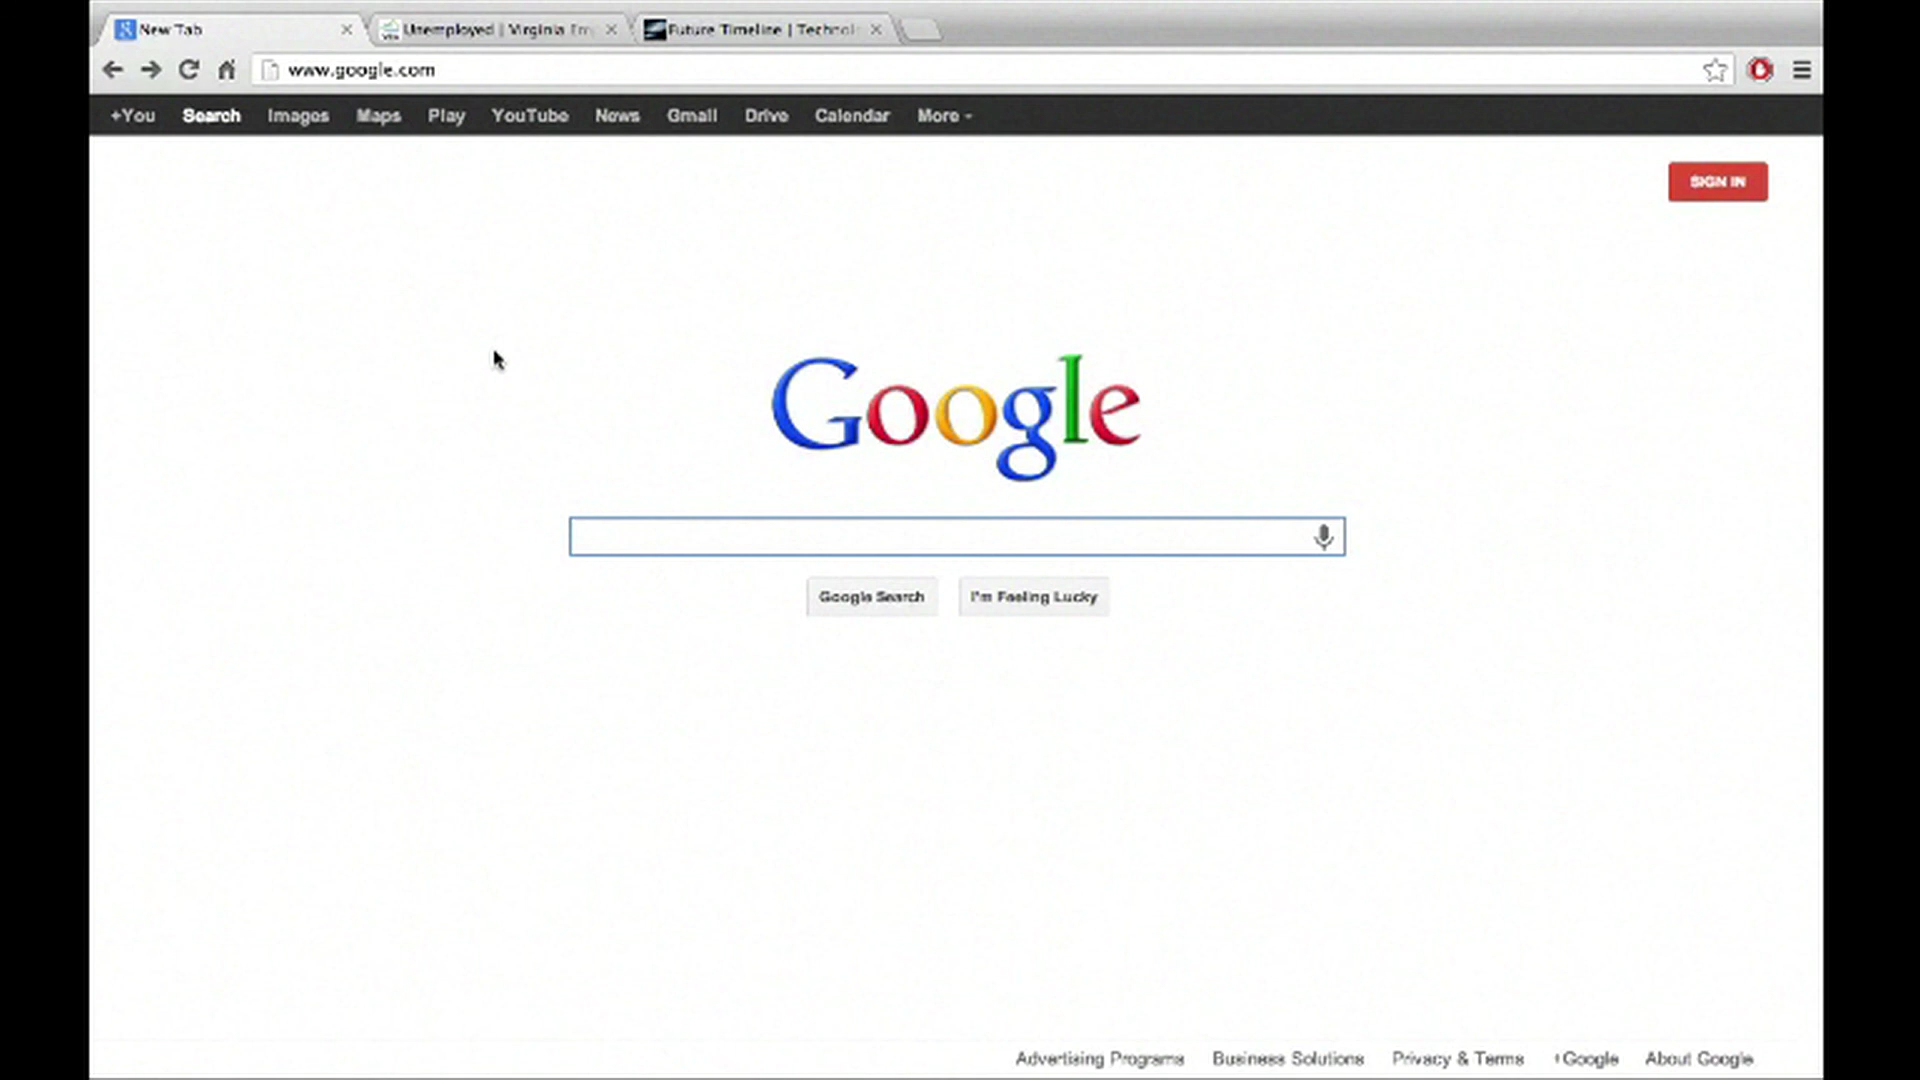 New Tab
Unemployed | Virginia Em
Future Timeline | Technol
www.google.com
+You Search Images Maps Play YouTube News Gmail Drive Calendar More
SIGN IN
Google
Google Search I'm Feeling Lucky
Advertising Programs Business Solutions Privacy & Terms +Google About Google